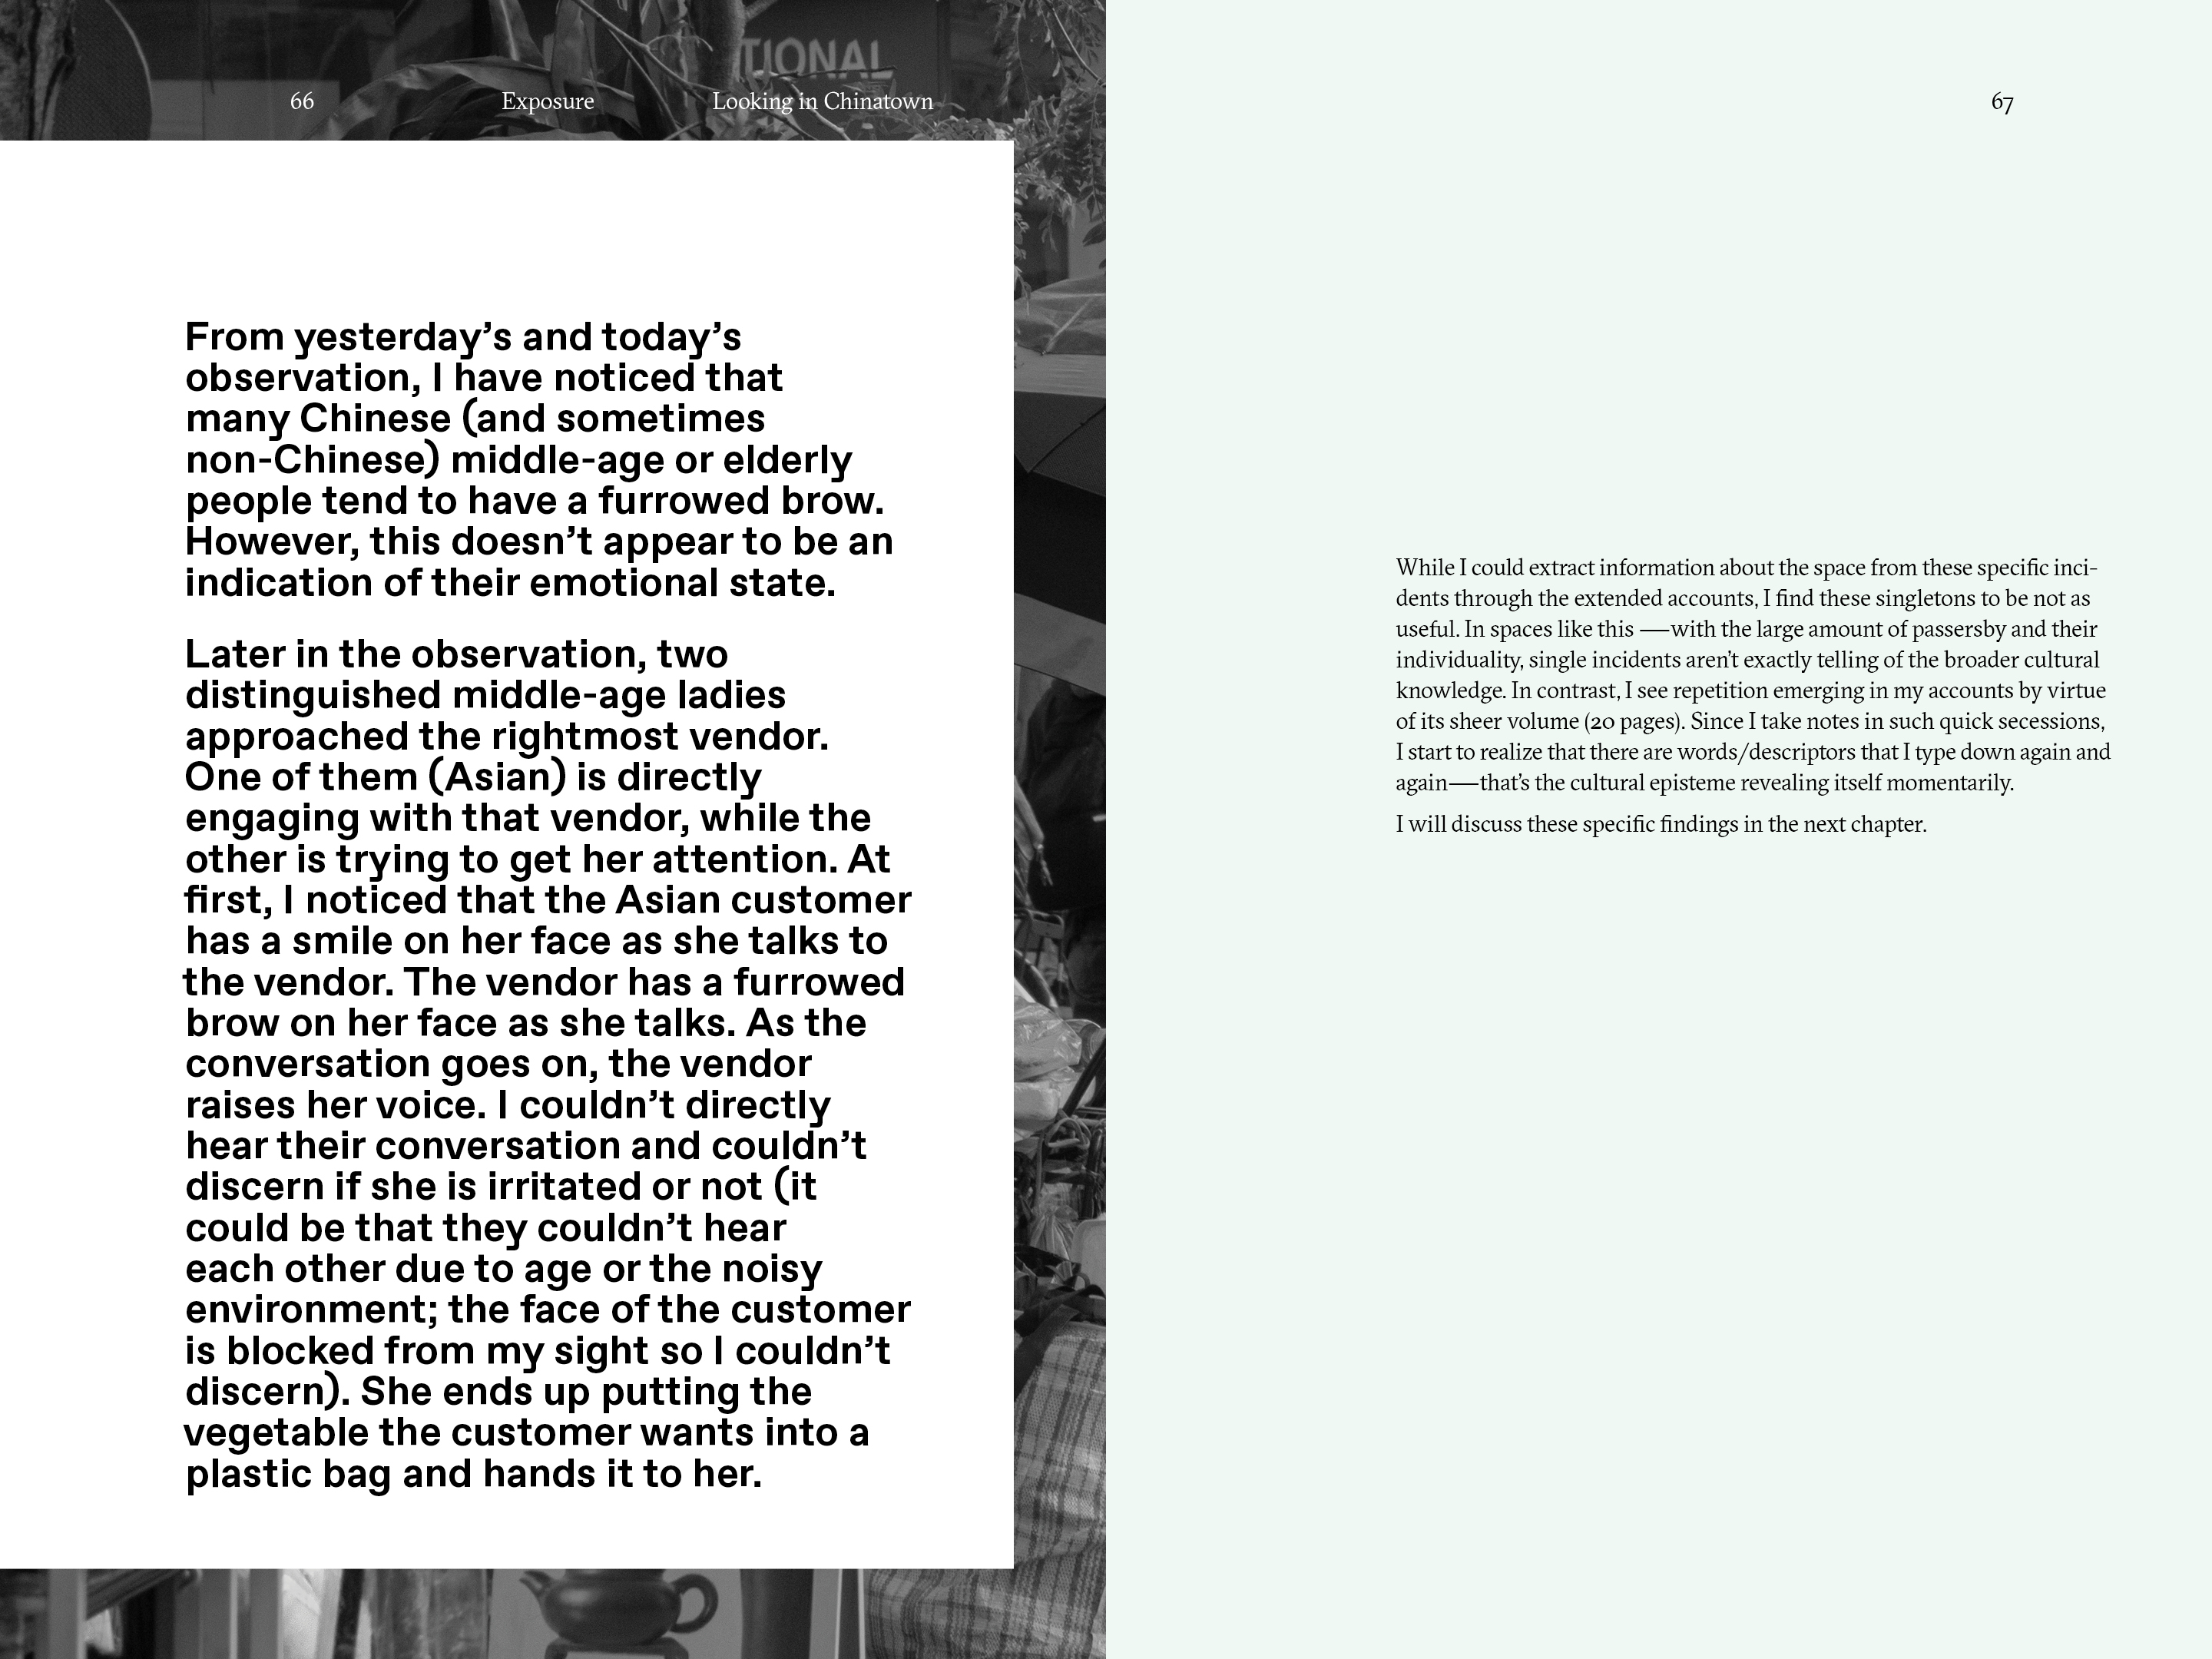 TIONAL
66 Exposure Looking in Chinatown
From yesterday’s and today’s
observation, I have noticed that
many Chinese (and sometimes
non-Chinese) middle-age or elderly
people tend to have a furrowed brow.
However, this doesn’t appear to be an
indication of their emotional state.
Later in the observation, two
distinguished middle-age ladies
approached the rightmost vendor.
One of them (Asian) is directly
engaging with that vendor, while the
other is trying to get her attention. At
first, I noticed that the Asian customer
has a smile on her face as she talks to
the vendor. The vendor has a furrowed
brow on her face as she talks. As the
conversation goes on, the vendor
raises her voice. I couldn’t directly
hear their conversation and couldn’t
discern if she is irritated or not (it
could be that they couldn’t hear
each other due to age or the noisy
environment; the face of the customer
is blocked from my sight so I couldn’t
discern). She ends up putting the
vegetable the customer wants into a
plastic bag and hands it to her.
67
While I could extract information about the space from these specific inci-
dents through the extended accounts, I find these singletons to be not as
useful. In spaces like this —with the large amount of passersby and their
individuality, single incidents aren’t exactly telling of the broader cultural
knowledge. In contrast, I see repetition emerging in my accounts by virtue
of its sheer volume (20 pages). Since I take notes in such quick secessions,
I start to realize that there are words/descriptors that I type down again and
again—that’s the cultural episteme revealing itself momentarily.
I will discuss these specific findings in the next chapter.